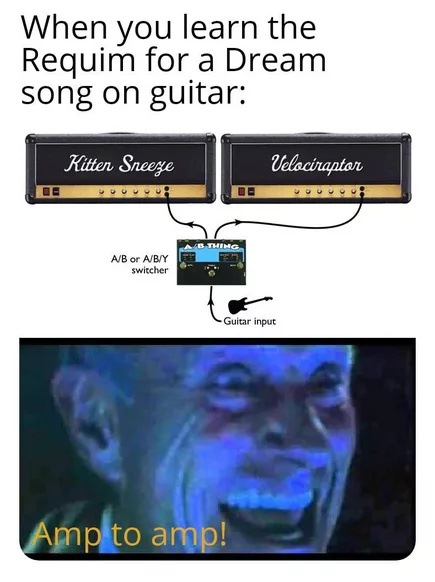 When you learn the
Requim for a Dream
song on guitar:
Kitten Sneeze
Velociraptor
A/B-THING
A/B or A/B/Y
switcher
Guitar input
Amp to amp!